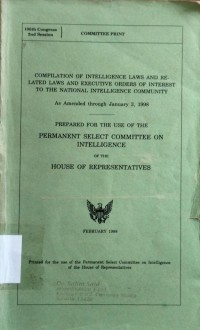 100th Congress
2nd Session
COMMITTEE PRINT
COMPILATION OF INTELLIGENCE LAWS AND RE-
LATED LAWS AND EXECUTIVE ORDERS OF INTEREST
TO THE NATIONAL INTELLIGENCE COMMUNITY
As Amended through January 3, 1998
PREPARED FOR THE USE OF THE
PERMANENT SELECT COMMITTEE ON
INTELLIGENCE
OF THE
HOUSE OF REPRESENTATIVES
FEBRUARY
Printed for the use of the Permanent Select Committee on Intelligence
of the House of Representatives